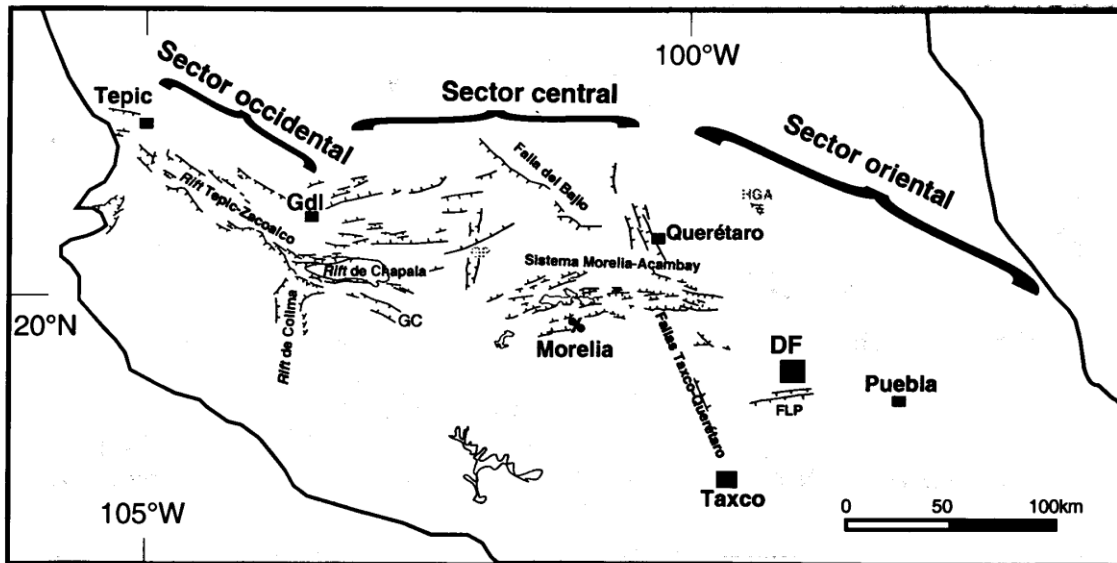 100°W
Sector occidental
Tepic
Sector central
Sector oriental
Falla del Bajío
Rift Tepic-Zacoalco
Gdl
HGA
Querétaro
Sistema Morelia-Acambay
Rift de Chapala
20°N
Rift de Colima
GC
Morelia
Fallas Taxco-Querétaro
DF
Puebla
FLP
Taxco
105°W
0 50 100km